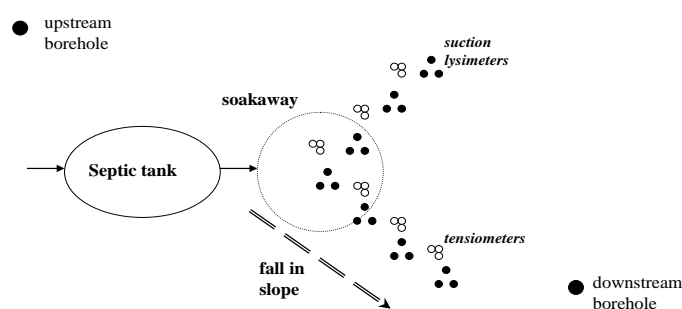 upstream
borehole
suction
lysimeters
soakaway
Septic tank
tensiometers
fall in
slope
downstream
borehole